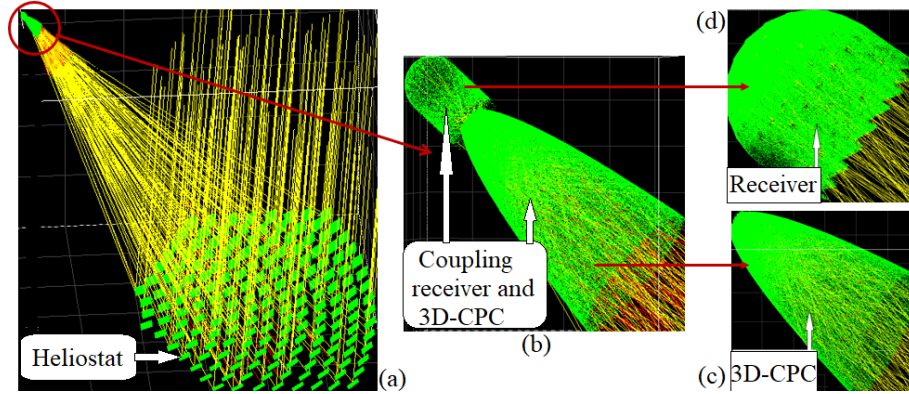 Heliostat
(a)
Coupling
receiver and
3D-CPC
(b)
(d)
Receiver
(c)
3D-CPC